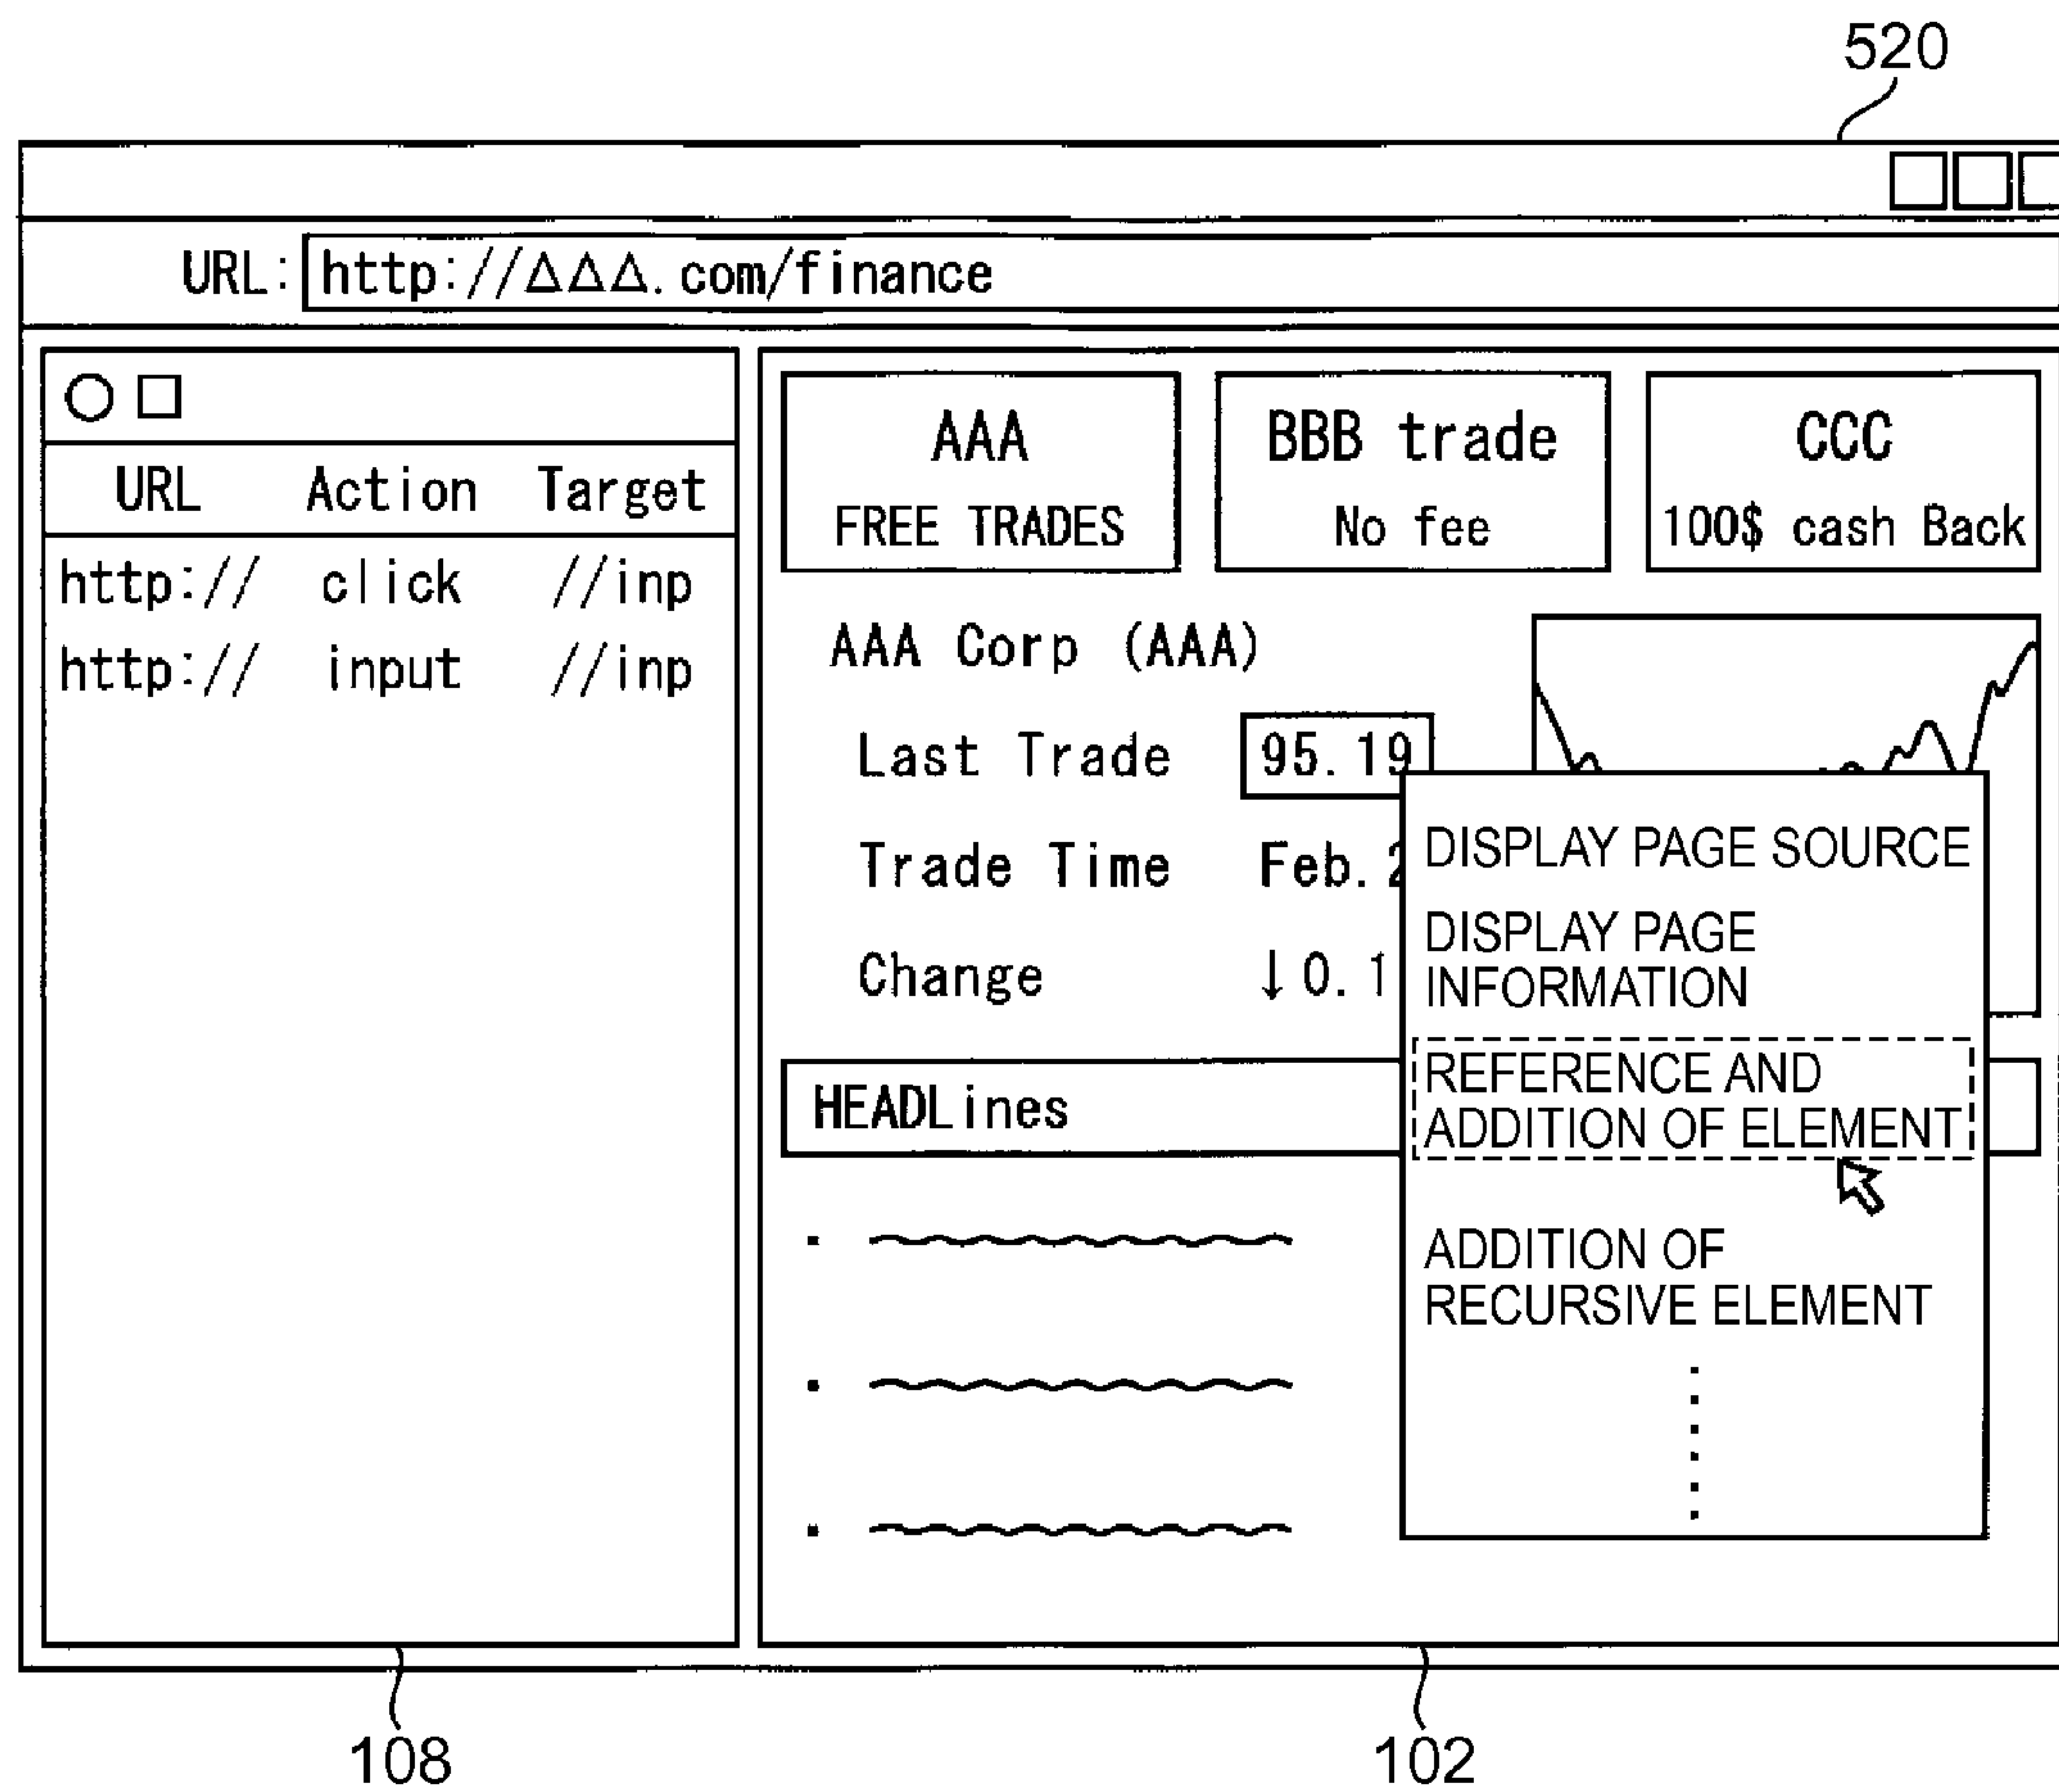 520
URL: http://△△△.com/finance
URL Action Target
http:// click //inp
http:// input //inp
AAA
FREE TRADES
BBB trade
No fee
CCC
100$ cash Back
AAA Corp (AAA)
Last Trade 95.19
Trade Time Feb.2
Change ↓0.1
HEADLines
DISPLAY PAGE SOURCE
DISPLAY PAGE
INFORMATION
REFERENCE AND
ADDITION OF ELEMENT
ADDITION OF
RECURSIVE ELEMENT
108
102